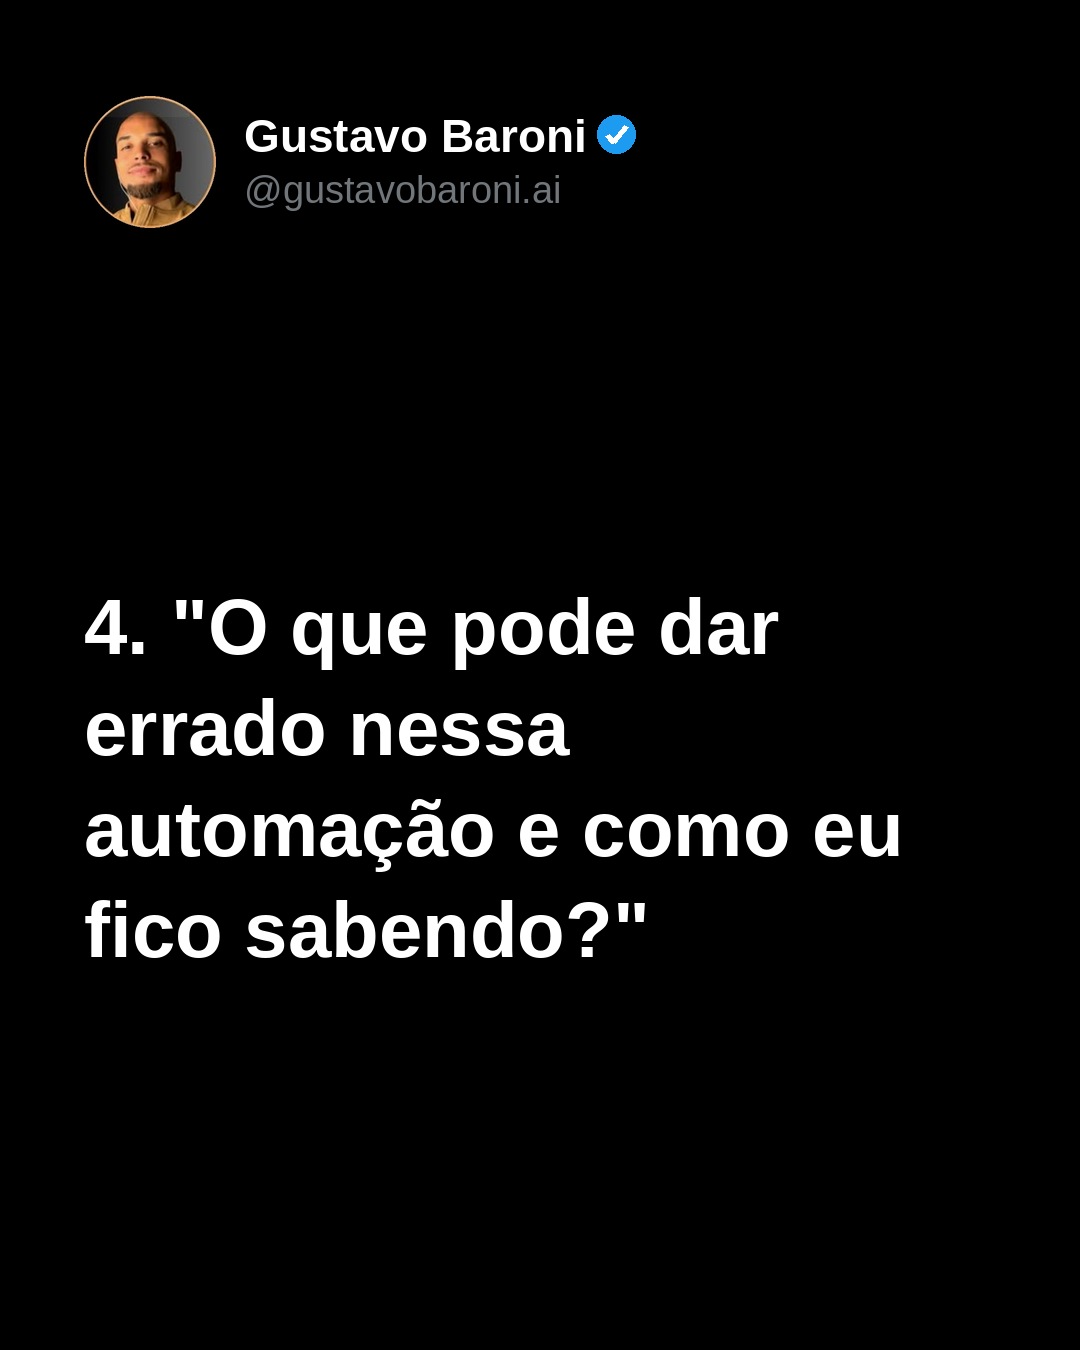 Gustavo Baroni
@gustavobaroni.ai
4. "O que pode dar
errado nessa
automação e como eu
fico sabendo?"